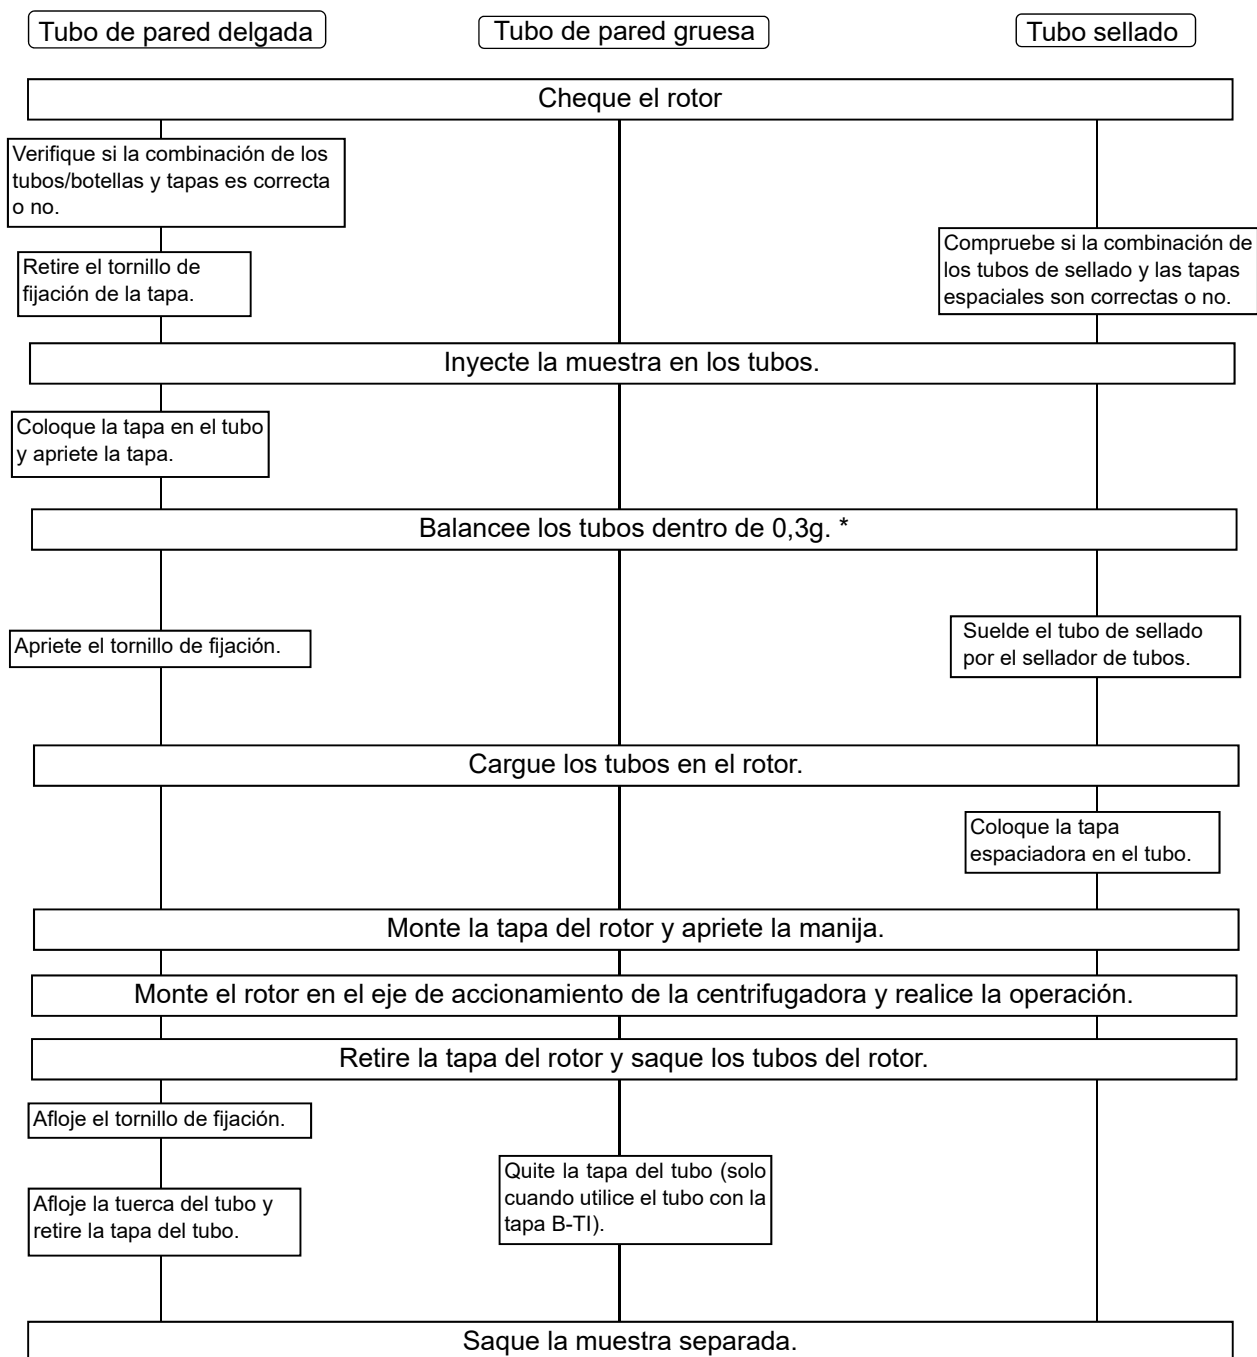 Tubo de pared delgada
Tubo de pared gruesa
Tubo sellado
Cheque el rotor
Verifique si la combinación de los
tubos/botellas y tapas es correcta
o no.
Retire el tornillo de
fijación de la tapa.
Compruebe si la combinación de
los tubos de sellado y las tapas
espaciales son correctas o no.
Inyecte la muestra en los tubos.
Coloque la tapa en el tubo
y apriete la tapa.
Balancee los tubos dentro de 0,3g. *
Apriete el tornillo de fijación.
Suelde el tubo de sellado
por el sellador de tubos.
Cargue los tubos en el rotor.
Coloque la tapa
espaciadora en el tubo.
Monte la tapa del rotor y apriete la manija.
Monte el rotor en el eje de accionamiento de la centrifugadora y realice la operación.
Retire la tapa del rotor y saque los tubos del rotor.
Afloje el tornillo de fijación.
Quite la tapa del tubo (solo
cuando utilice el tubo con la
tapa B-TI).
Afloje la tuerca del tubo y
retire la tapa del tubo.
Saque la muestra separada.